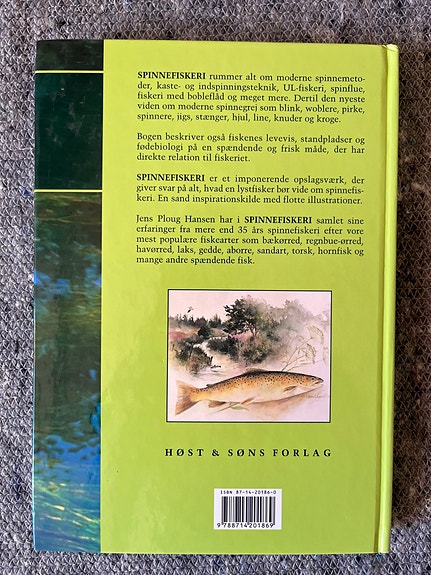 SPINNEFISKERI rummer alt om moderne spinnemeto-
der, kaste- og indspinningsteknik, UL-fiskeri, spinflue,
fiskeri med bobleflåd og meget mere. Dertil den nyeste
viden om moderne spinnegrej som blink, woblere, pirke,
spinnere, jigs, stænger, hjul, line, knuder og kroge.
Bogen beskriver også fiskenes levevis, standpladser og
fødebiologi på en spændende og frisk måde, der har
direkte relation til fiskeriet.
SPINNEFISKERI er et imponerende opslagsværk, der
giver svar på alt, hvad en lystfisker bør vide om spinnefis-
keri. En sand inspirationskilde med flotte illustrationer.
Jens Ploug Hansen har i SPINNEFISKERI samlet sine
erfaringer fra mere end 35 års spinnefiskeri efter vore
mest populære fiskearter som bækørred, regnbue-ørred,
havørred, laks, gedde, aborre, sandart, torsk, hornfisk og
mange andre spændende fisk.
HØST & SØNS FORLAG
ISBN 87-14-20186-0
9 788714 201869